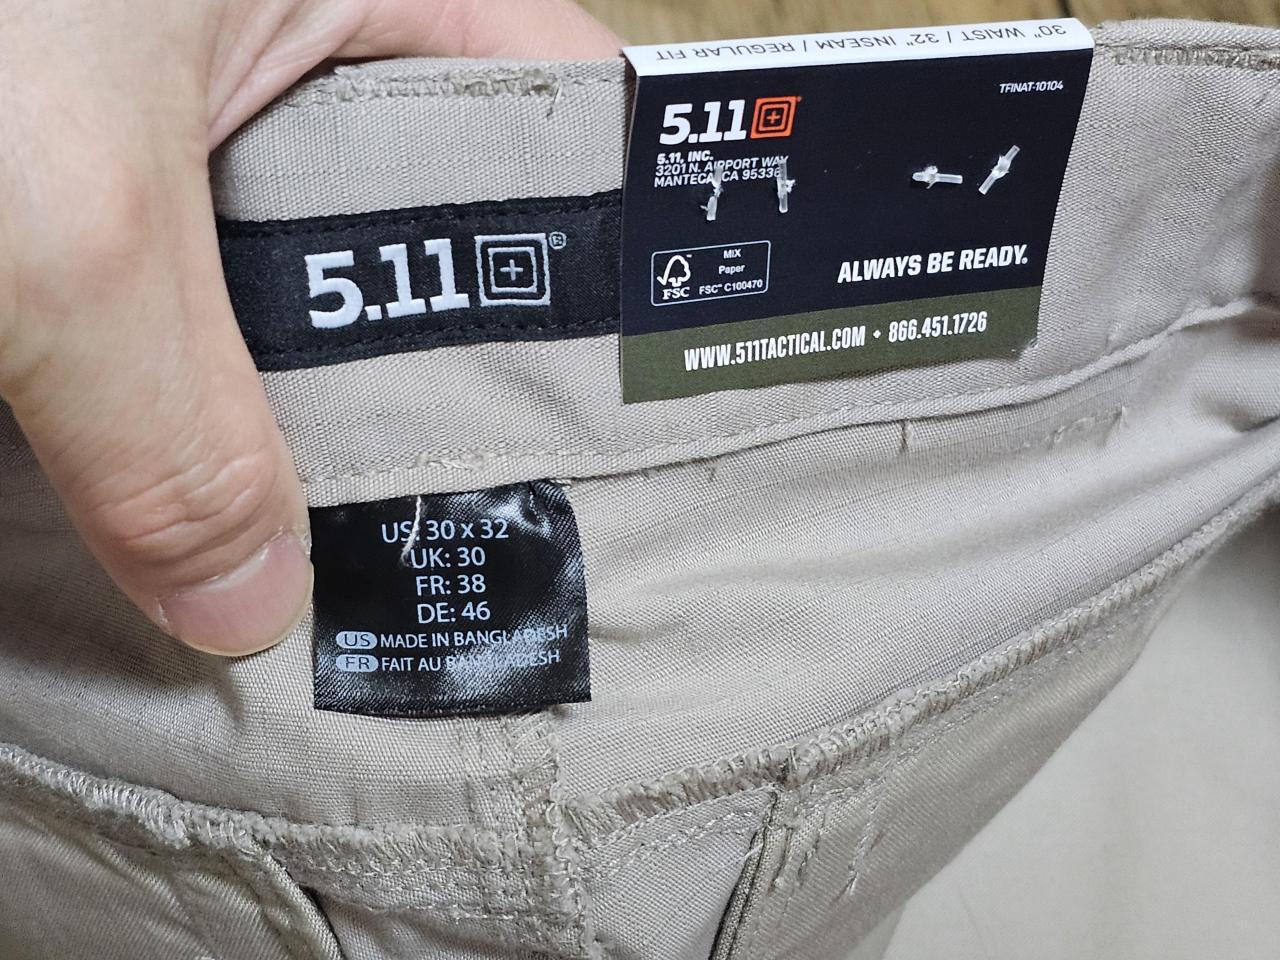 30" WAIST / 32" INSEAM / REGULAR FIT
TFINAT-10104
5.11®
5.11, INC.
3201 N. AIRPORT WAY
MANTECA, CA 95336
MIX
Paper
FSC™ C100470
FSC
ALWAYS BE READY.
WWW.511TACTICAL.COM • 866.451.1726
5.11®
US: 30 x 32
UK: 30
FR: 38
DE: 46
US MADE IN BANGLADESH
FR FAIT AU BANGLADESH